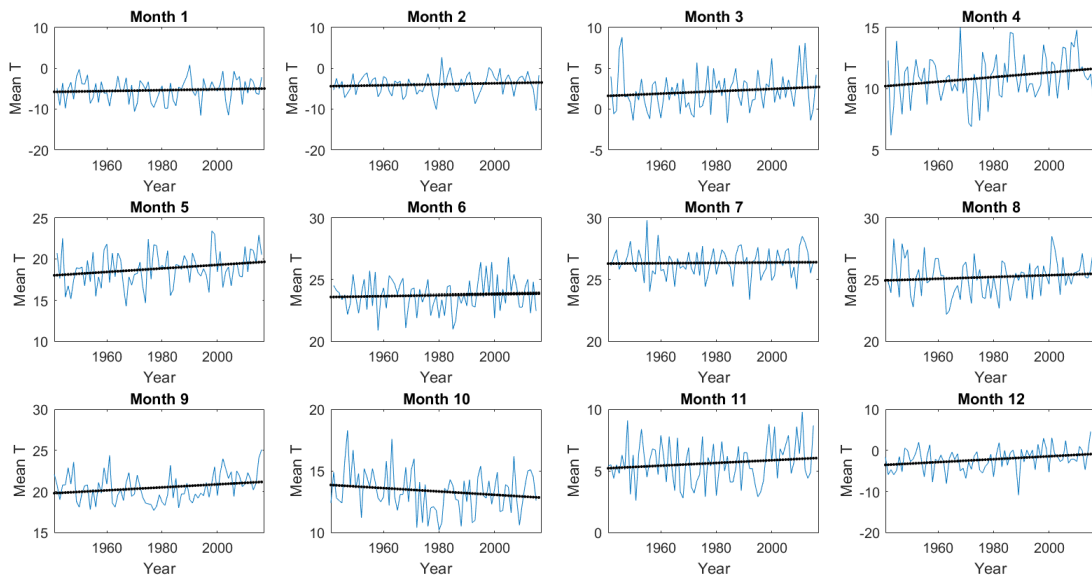 Month 1 Month 2 Month 3 Month 4
10 10 10 15
0 0 5 10
-10 -10 0
-20 -20 -5 5
Mean T Mean T Mean T Mean T
1960 1980 2000 1960 1980 2000 1960 1980 2000 1960 1980 2000
Year Year Year Year
Month 5 Month 6 Month 7 Month 8
25 30 30 30
20 25 25 25
15
10 20 20 20
Mean T Mean T Mean T Mean T
1960 1980 2000 1960 1980 2000 1960 1980 2000 1960 1980 2000
Year Year Year Year
Month 9 Month 10 Month 11 Month 12
30 20 10 10
25 15 5 0
20 -10
15 10 0 -20
Mean T Mean T Mean T Mean T
1960 1980 2000 1960 1980 2000 1960 1980 2000 1960 1980 2000
Year Year Year Year